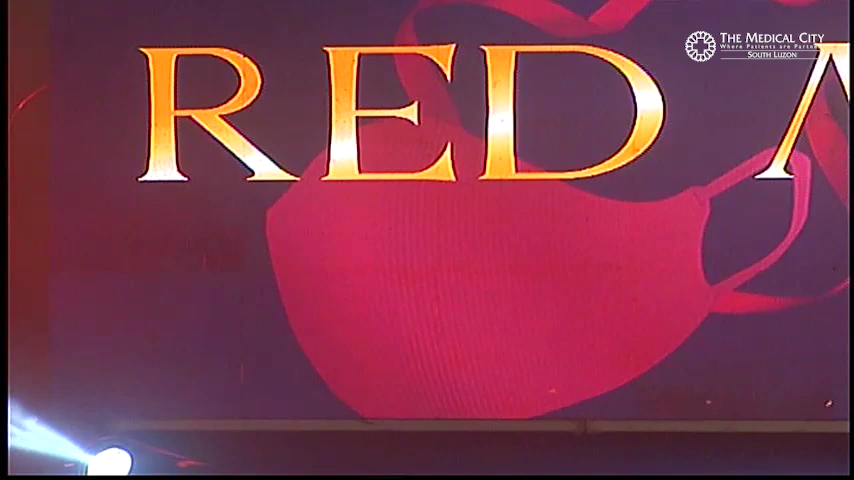 THE MEDICAL CITY
Where Patients are Partners
SOUTH LUZON
RED